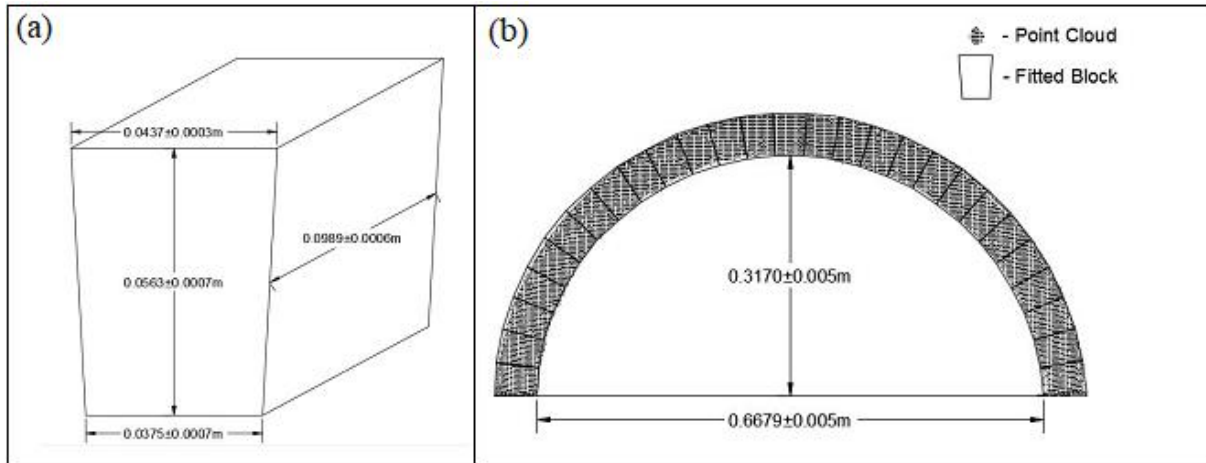 (a)
0.0437±0.0003m
0.0989±0.0006m
0.0563±0.0007m
0.0375±0.0007m
(b)
- Point Cloud
- Fitted Block
0.3170±0.005m
0.6679±0.005m